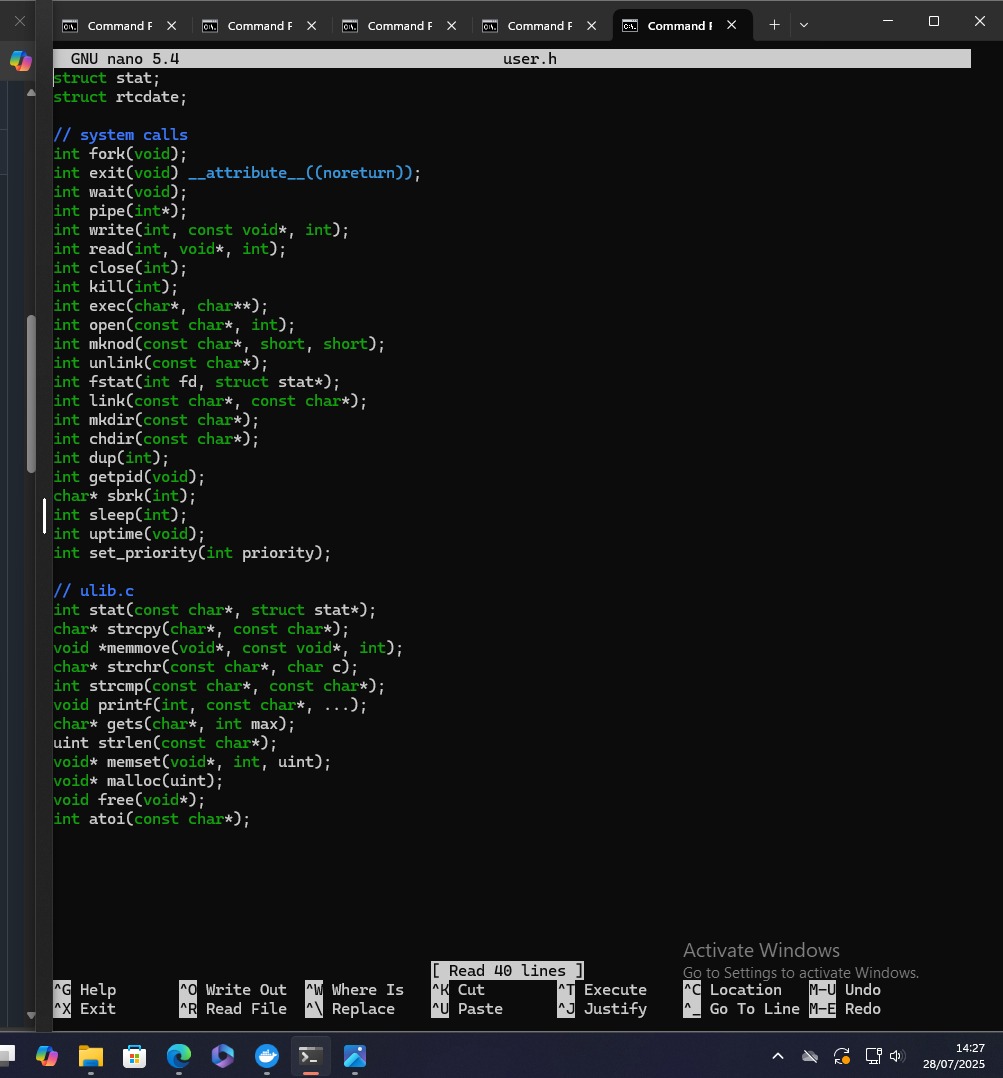 Command F
Command F
Command F
Command F
Command F
GNU nano 5.4 user.h
struct stat;
struct rtcdate;
// system calls
int fork(void);
int exit(void) __attribute__((noreturn));
int wait(void);
int pipe(int*);
int write(int, const void*, int);
int read(int, void*, int);
int close(int);
int kill(int);
int exec(char*, char**);
int open(const char*, int);
int mknod(const char*, short, short);
int unlink(const char*);
int fstat(int fd, struct stat*);
int link(const char*, const char*);
int mkdir(const char*);
int chdir(const char*);
int dup(int);
int getpid(void);
char* sbrk(int);
int sleep(int);
int uptime(void);
int set_priority(int priority);
// ulib.c
int stat(const char*, struct stat*);
char* strcpy(char*, const char*);
void *memmove(void*, const void*, int);
char* strchr(const char*, char c);
int strcmp(const char*, const char*);
void printf(int, const char*, ...);
char* gets(char*, int max);
uint strlen(const char*);
void* memset(void*, int, uint);
void* malloc(uint);
void free(void*);
int atoi(const char*);
Activate Windows
Go to Settings to activate Windows.
[ Read 40 lines ]
^G Help ^O Write Out ^W Where Is ^K Cut ^T Execute ^C Location M-U Undo
^X Exit ^R Read File ^\ Replace ^U Paste ^J Justify ^_ Go To Line M-E Redo
14:27
28/07/2025